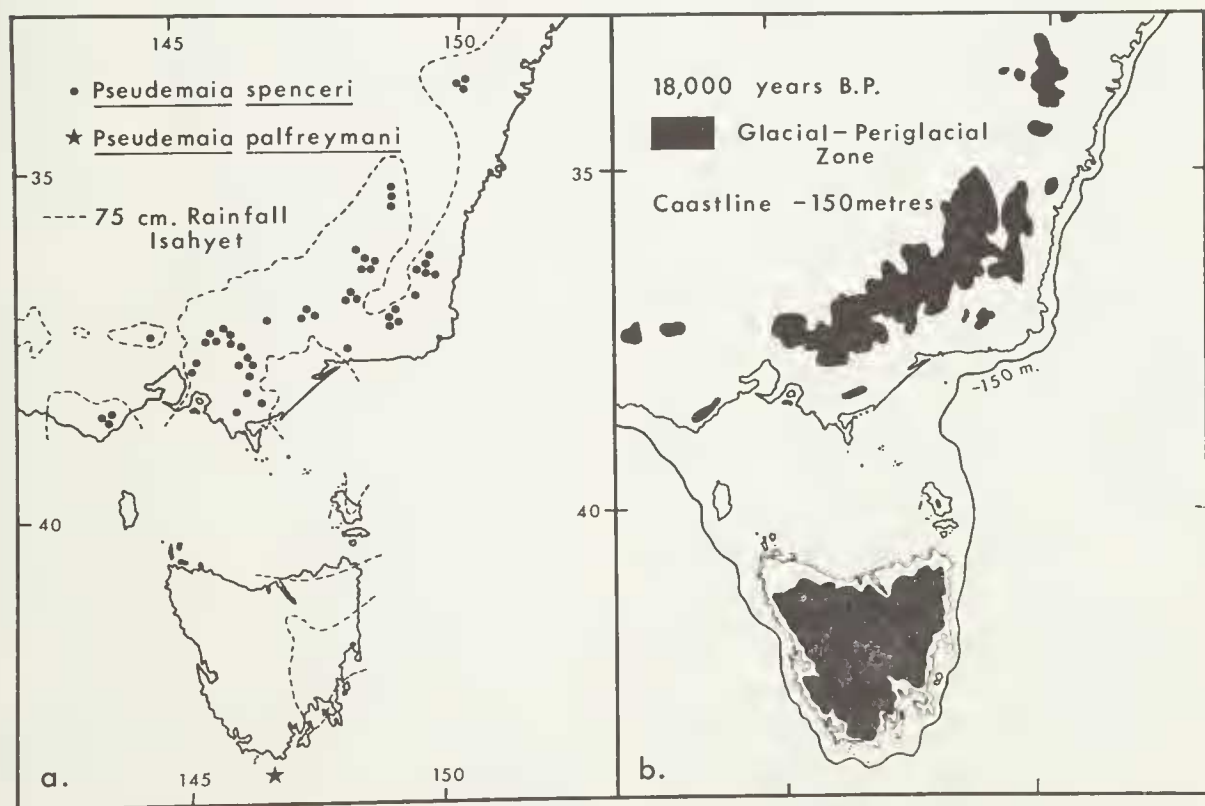 145 150
• Pseudemaia spenceri
★ Pseudemaia palfreymani
35
---- 75 cm. Rainfall
Isahyet
40
a.
145 150
18,000 years B.P.
Glacial-Periglacial
Zone
35
Caastline -150metres
-150 m.
40
b.